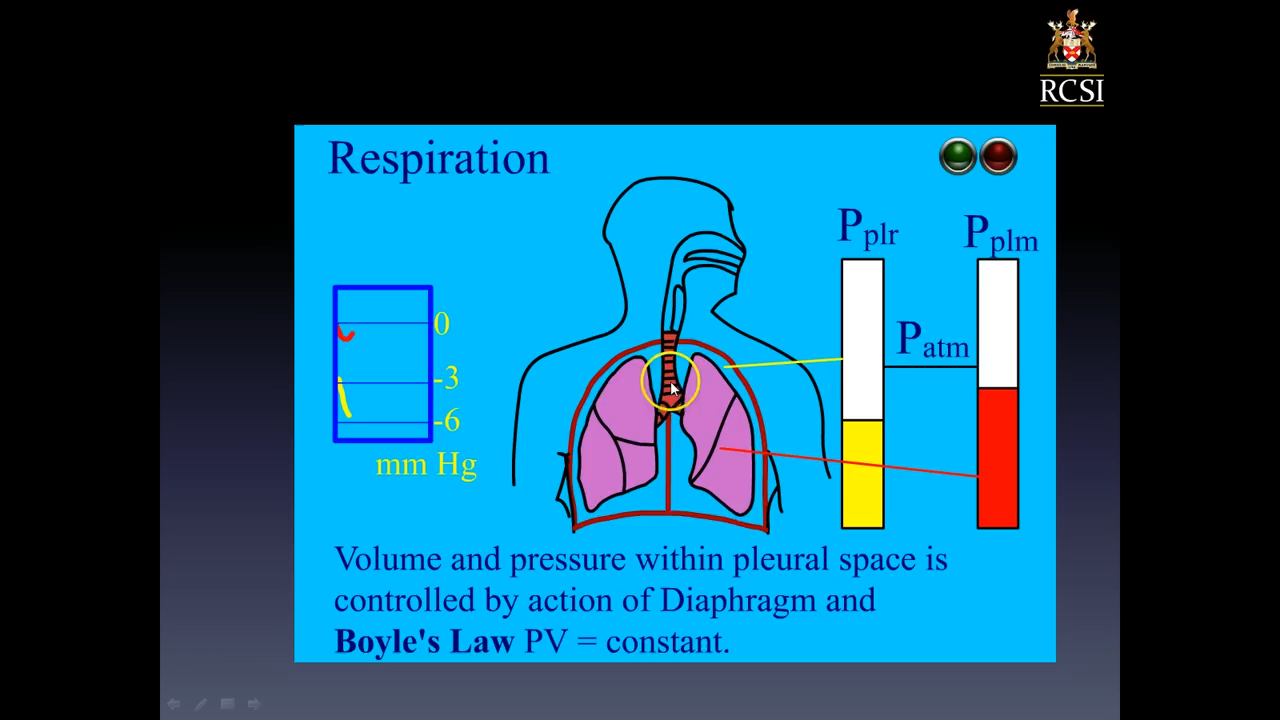 RCSI
Respiration
Pplr
Pplm
Patm
0
-3
-6
mm Hg
Volume and pressure within pleural space is
controlled by action of Diaphragm and
Boyle's Law PV = constant.